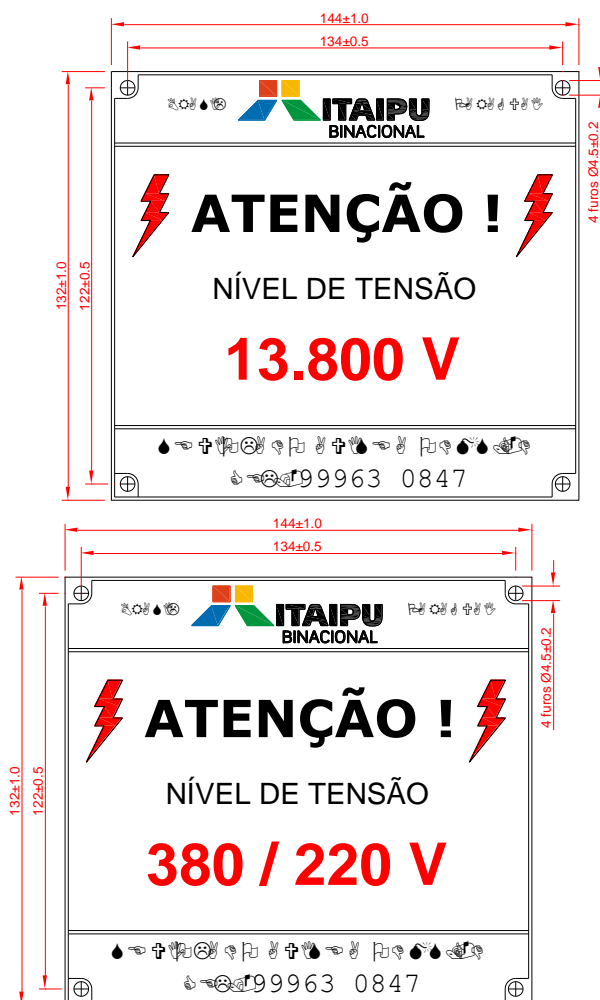 144±1.0
134±0.5
ITAIPU
BINACIONAL
4 furos Ø4.5±0.2
132±1.0
122±0.5
ATENÇÃO !
NÍVEL DE TENSÃO
13.800 V
99963 0847
144±1.0
134±0.5
ITAIPU
BINACIONAL
4 furos Ø4.5±0.2
132±1.0
122±0.5
ATENÇÃO !
NÍVEL DE TENSÃO
380 / 220 V
99963 0847